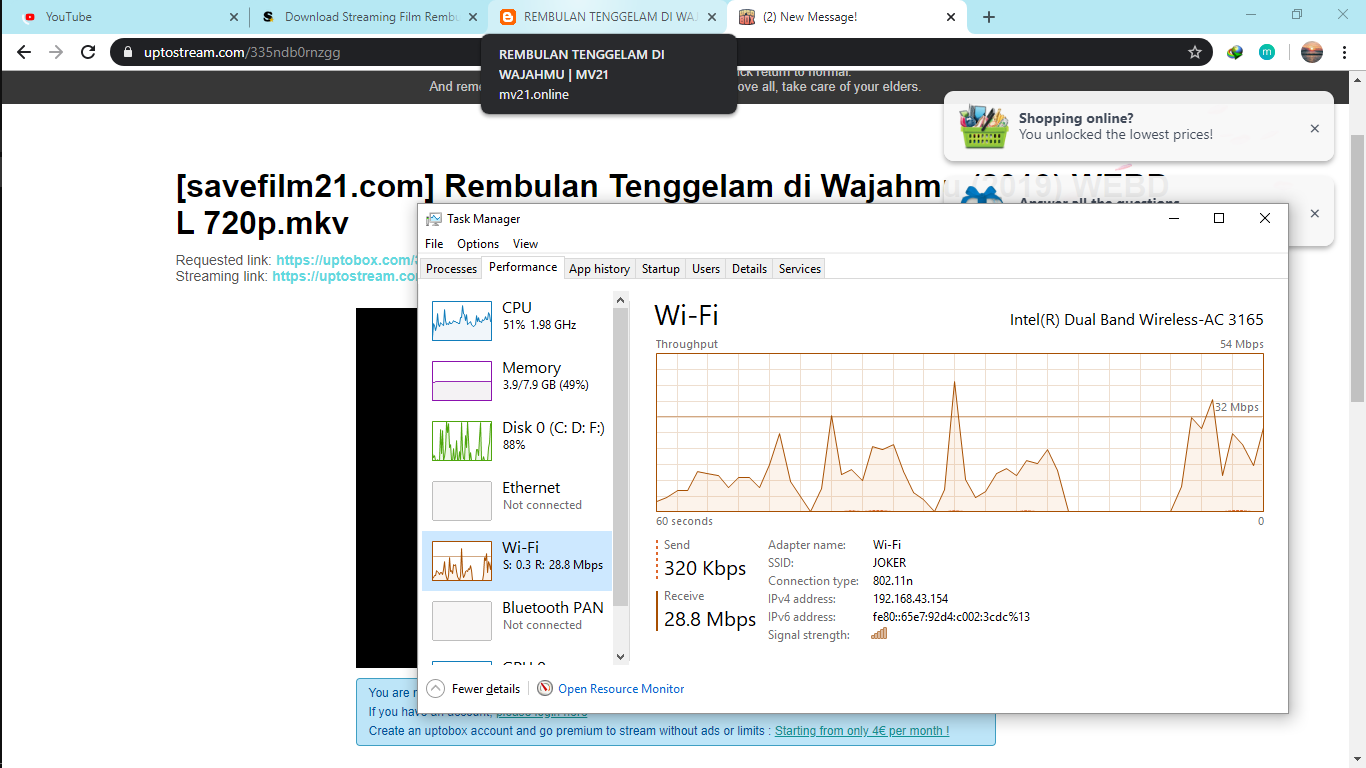 YouTube
Download Streaming Film Rembu
REMBULAN TENGGELAM DI WAJ
(2) New Message!
uptostream.com/335ndb0rnzgg
REMBULAN TENGGELAM DI
WAJAHMU | MV21
mv21.online
ck return to normal.
And reme
ove all, take care of your elders.
Shopping online?
You unlocked the lowest prices!
Answer all the questions
[savefilm21.com] Rembulan Tenggelam di Wajahmu (2019) WEBD
L 720p.mkv
Requested link: https://uptobox.com/3
Streaming link: https://uptostream.co
Task Manager
File Options View
Processes Performance App history Startup Users Details Services
CPU
51% 1.98 GHz
Memory
3.9/7.9 GB (49%)
Disk 0 (C: D: F:)
88%
Ethernet
Not connected
Wi-Fi
S: 0.3 R: 28.8 Mbps
Bluetooth PAN
Not connected
GPU 0
Wi-Fi
Intel(R) Dual Band Wireless-AC 3165
Throughput
54 Mbps
32 Mbps
60 seconds
0
Send
320 Kbps
Receive
28.8 Mbps
Adapter name: Wi-Fi
SSID: JOKER
Connection type: 802.11n
IPv4 address: 192.168.43.154
IPv6 address: fe80::65e7:92d4:c002:3cdc%13
Signal strength:
Fewer details
Open Resource Monitor
You are n
If you have an account, please login here
Create an uptobox account and go premium to stream without ads or limits : Starting from only 4€ per month !